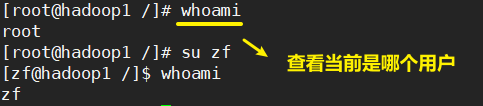 [root@hadoop1 /]# whoami
root
[root@hadoop1 /]# su zf
[zf@hadoop1 /]$ whoami
查看当前是哪个用户
zf